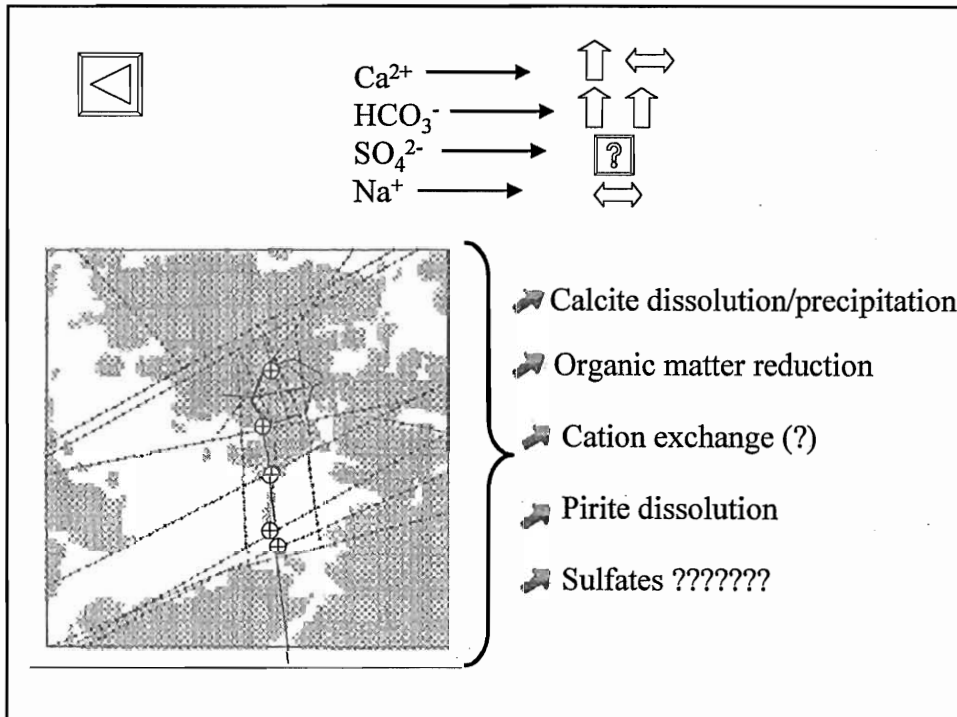 Ca²⁺
HCO₃⁻
SO₄²⁻ ?
Na⁺
Calcite dissolution/precipitation
Organic matter reduction
Cation exchange (?)
Pirite dissolution
Sulfates ???????